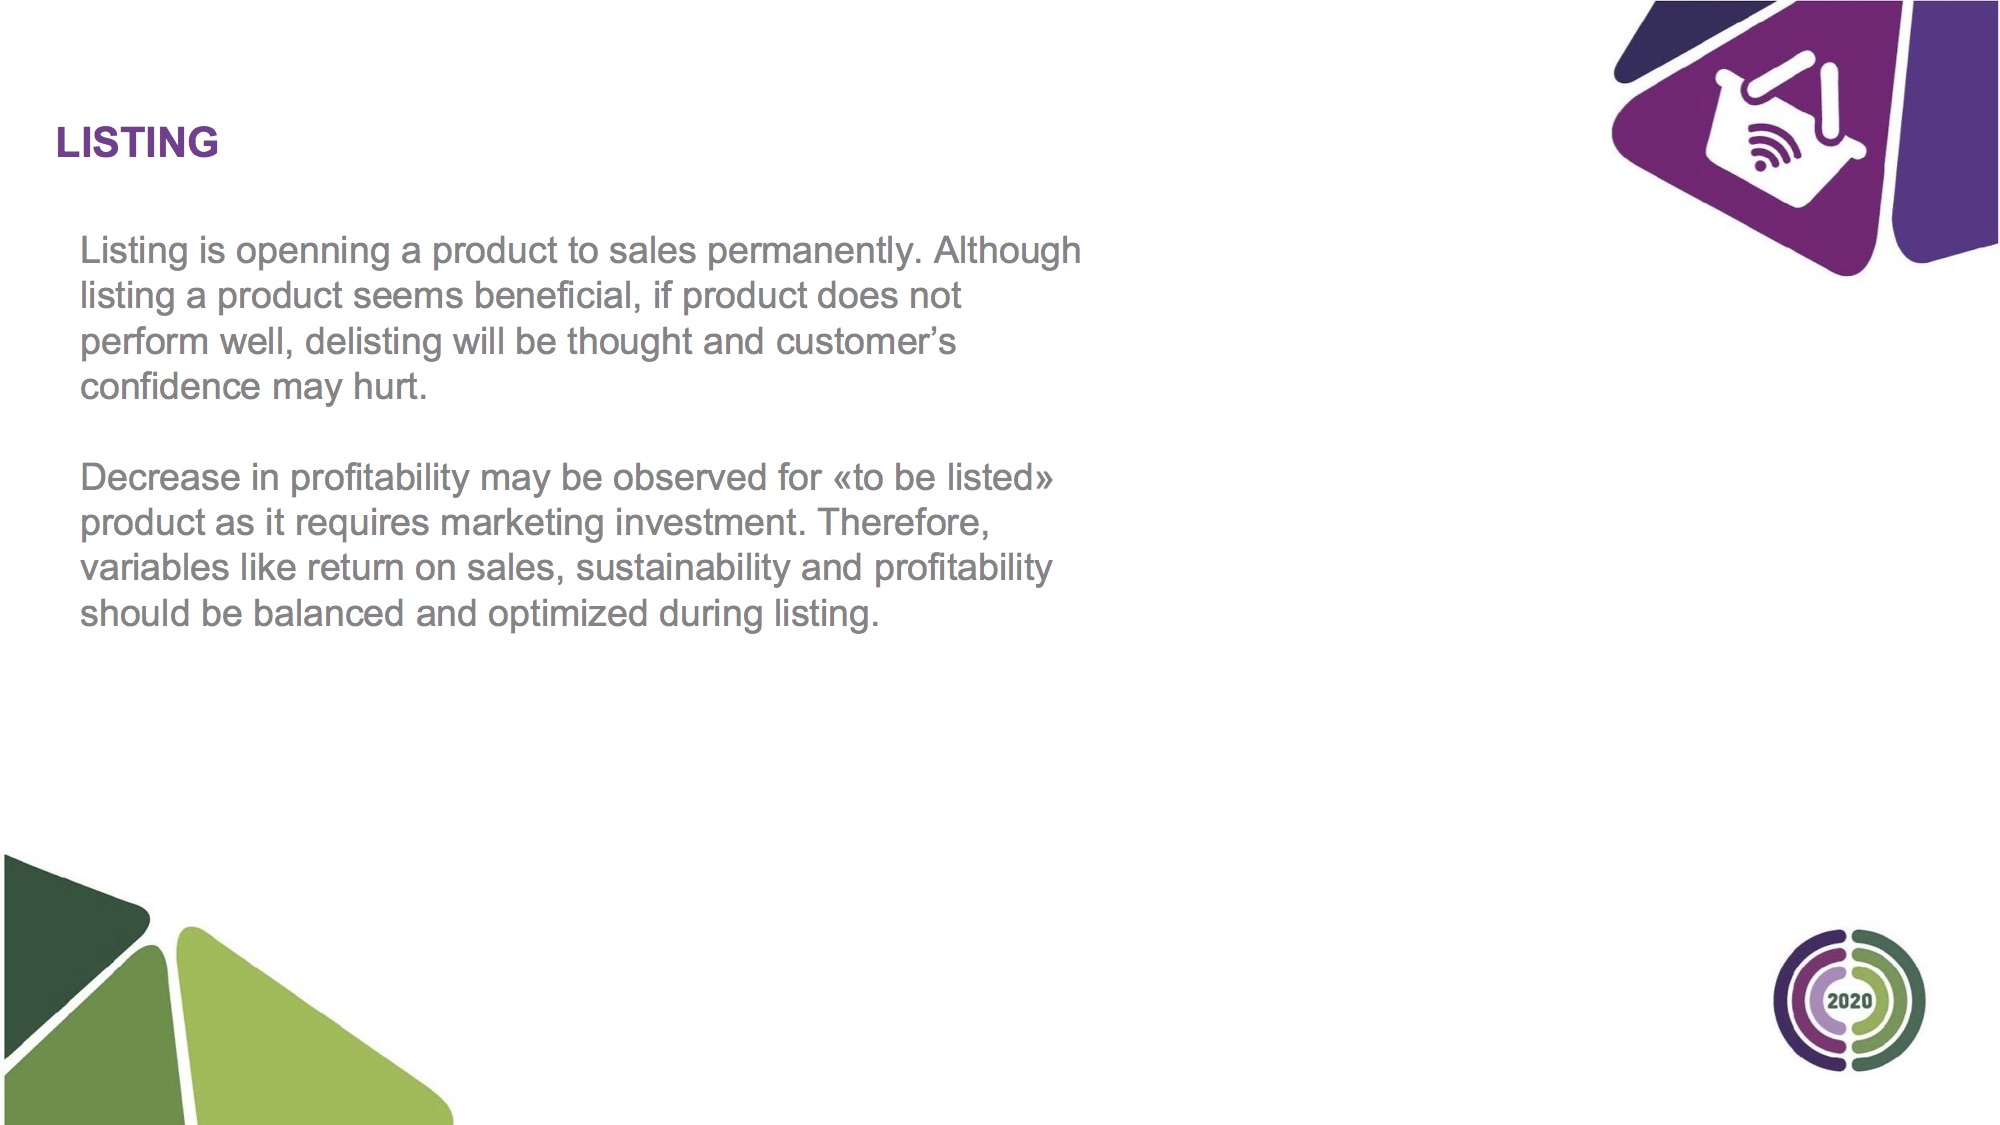 LISTING
Listing is openning a product to sales permanently. Although
listing a product seems beneficial, if product does not
perform well, delisting will be thought and customer’s
confidence may hurt.
Decrease in profitability may be observed for «to be listed»
product as it requires marketing investment. Therefore,
variables like return on sales, sustainability and profitability
should be balanced and optimized during listing.
2020